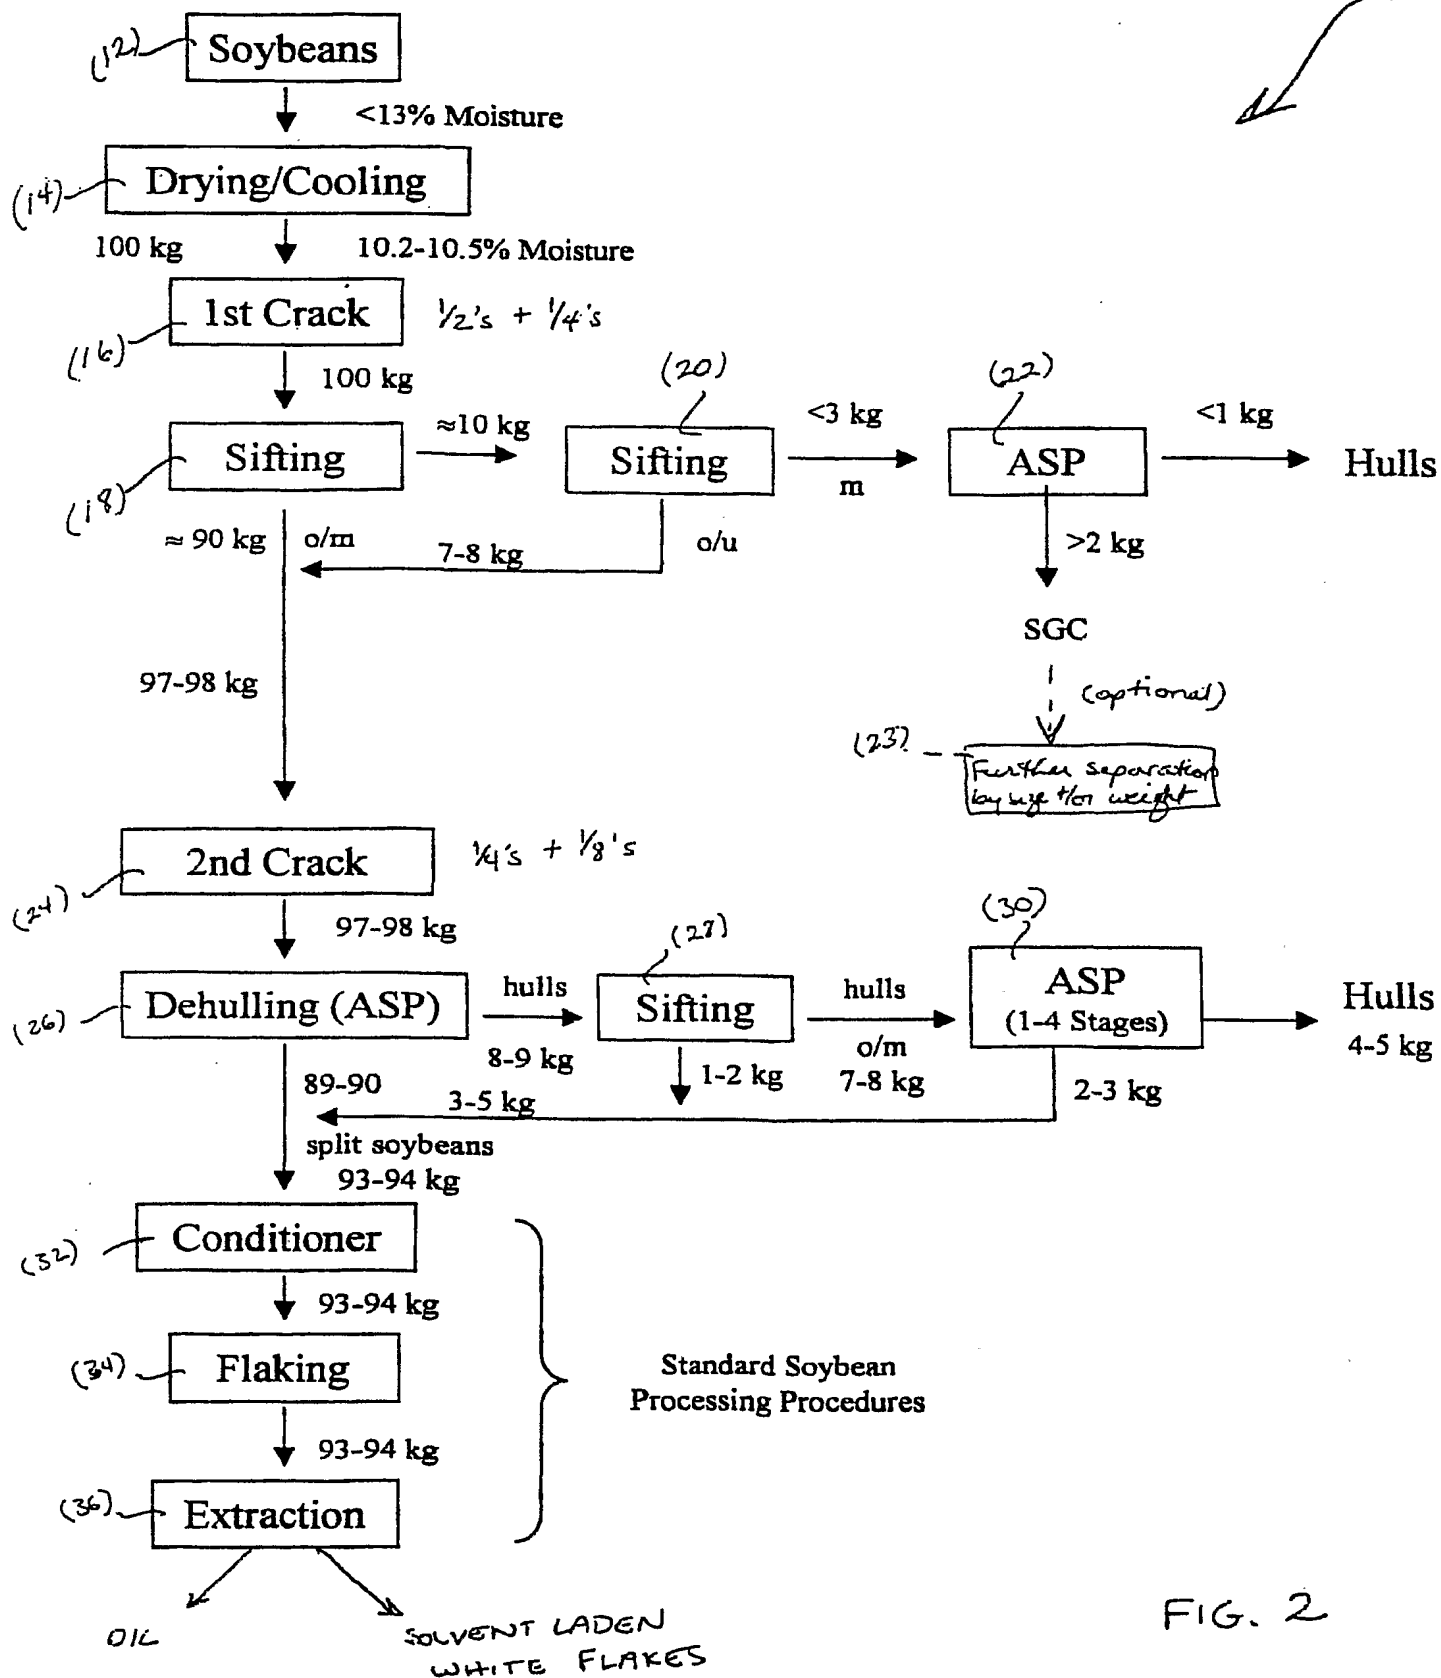 (12)
Soybeans
<13% Moisture
(14)
Drying/Cooling
100 kg
10.2-10.5% Moisture
(16)
1st Crack
1/2's + 1/4's
100 kg
(18)
Sifting
≈10 kg
(20)
Sifting
<3 kg
m
(22)
ASP
<1 kg
Hulls
≈ 90 kg
o/m
7-8 kg
o/u
>2 kg
SGC
(optional)
(23)
Further separation
by size +/or weight
97-98 kg
(24)
2nd Crack
1/4's + 1/8's
97-98 kg
(26)
Dehulling (ASP)
hulls
8-9 kg
(28)
Sifting
hulls
o/m
7-8 kg
(30)
ASP
(1-4 Stages)
Hulls
4-5 kg
89-90
3-5 kg
1-2 kg
2-3 kg
split soybeans
93-94 kg
(32)
Conditioner
93-94 kg
(34)
Flaking
93-94 kg
(36)
Extraction
Standard Soybean
Processing Procedures
OIL
SOLVENT LADEN
WHITE FLAKES
FIG. 2